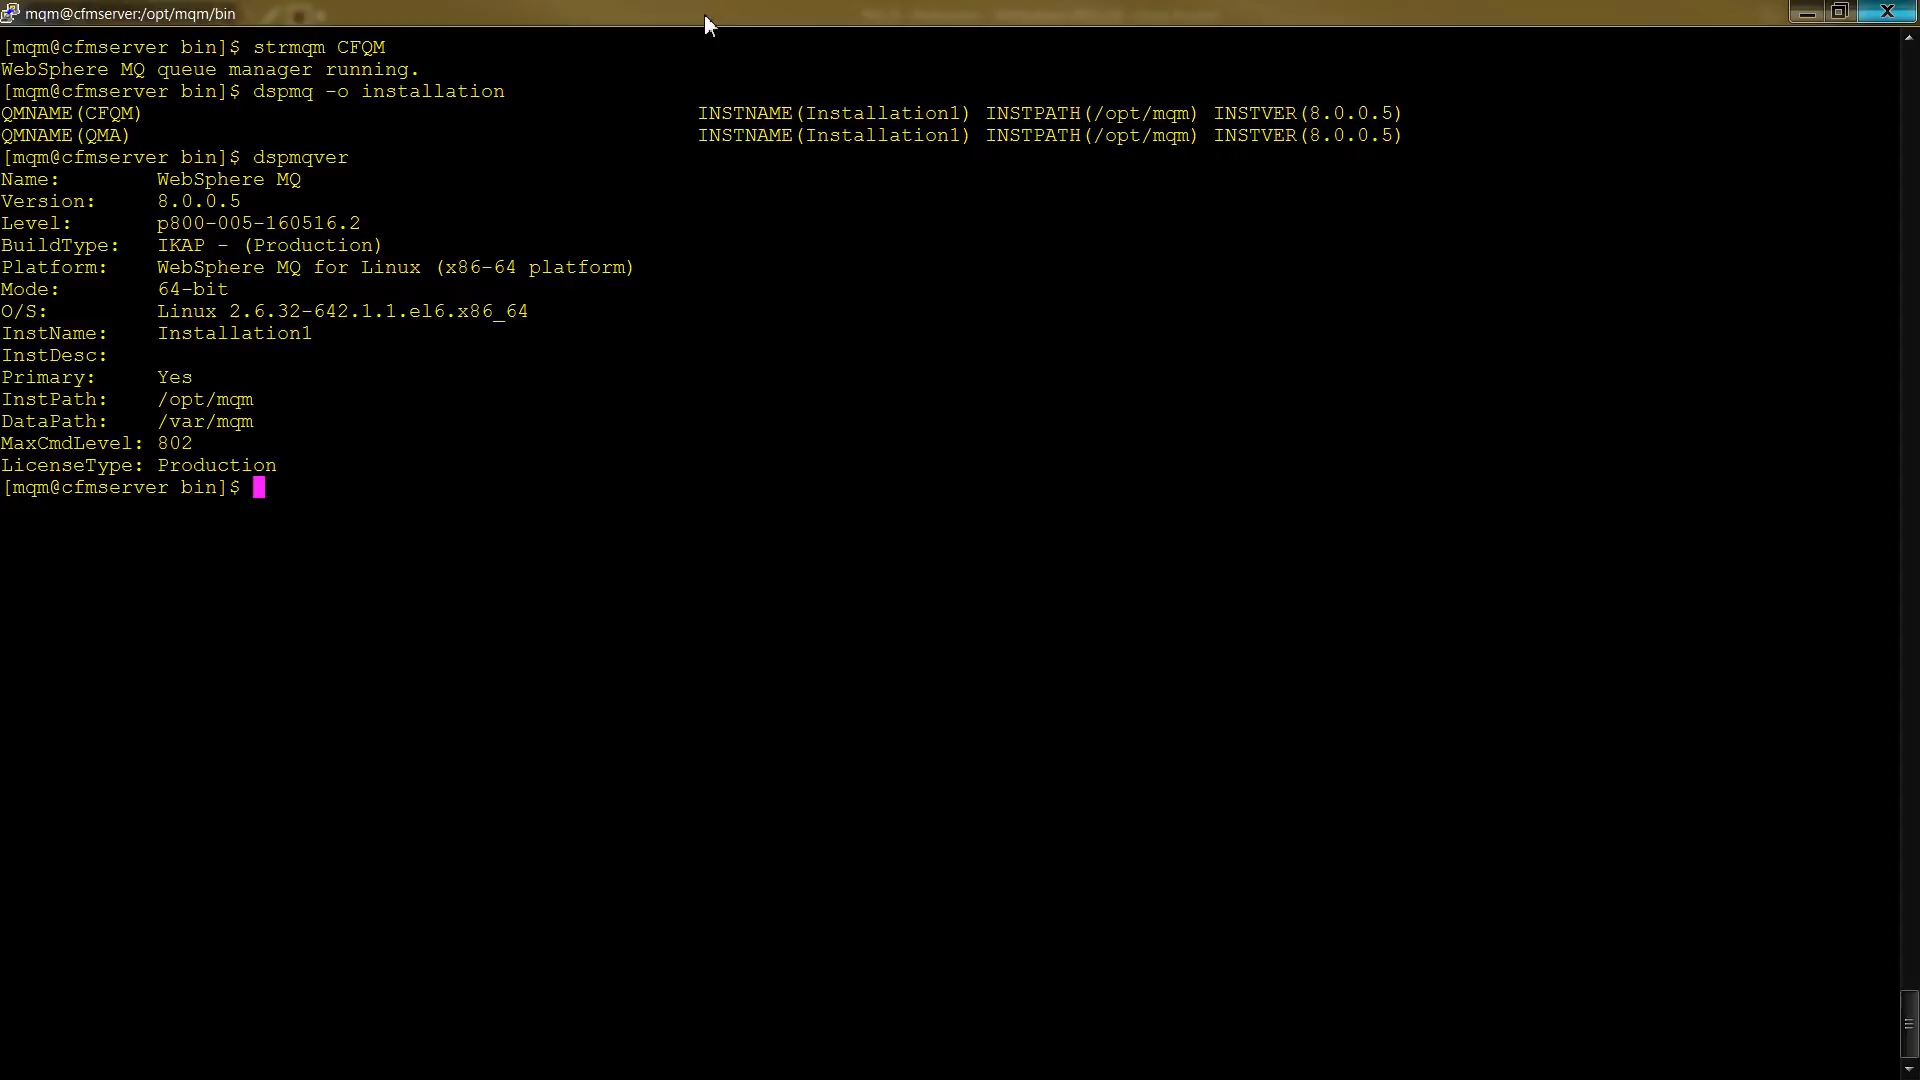 mqm@cfmserver:/opt/mqm/bin
[mqm@cfmserver bin]$ strmqm CFQM
WebSphere MQ queue manager running.
[mqm@cfmserver bin]$ dspmq -o installation
QMNAME(CFQM) INSTNAME(Installation1) INSTPATH(/opt/mqm) INSTVER(8.0.0.5)
QMNAME(QMA) INSTNAME(Installation1) INSTPATH(/opt/mqm) INSTVER(8.0.0.5)
[mqm@cfmserver bin]$ dspmqver
Name: WebSphere MQ
Version: 8.0.0.5
Level: p800-005-160516.2
BuildType: IKAP - (Production)
Platform: WebSphere MQ for Linux (x86-64 platform)
Mode: 64-bit
O/S: Linux 2.6.32-642.1.1.el6.x86_64
InstName: Installation1
InstDesc:
Primary: Yes
InstPath: /opt/mqm
DataPath: /var/mqm
MaxCmdLevel: 802
LicenseType: Production
[mqm@cfmserver bin]$